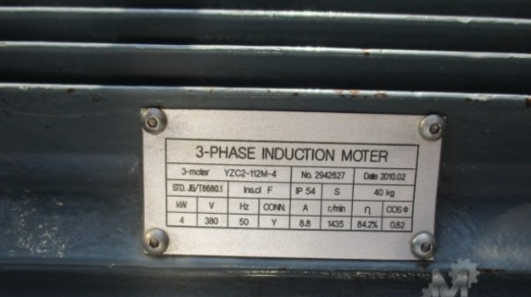 3-PHASE INDUCTION MOTER
3-moter YZC2-112M-4 No. 2942627 Date 2010.02
STD. JB/T8680.1 Ins.cl F IP 54 S 40 kg
kW V Hz CONN. A r/min η COSΦ
4 380 50 Y 8.8 1435 84.2% 0.82
M